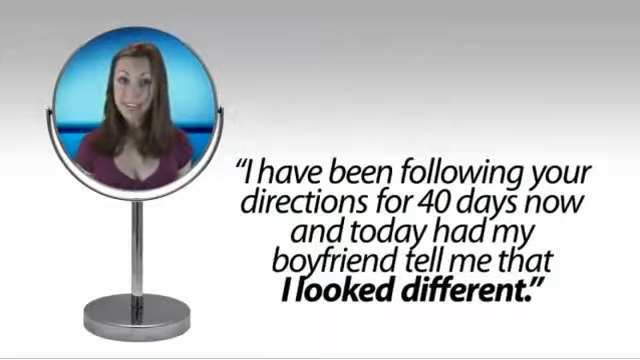 “I have been following your
directions for 40 days now
and today had my
boyfriend tell me that
I looked different.”